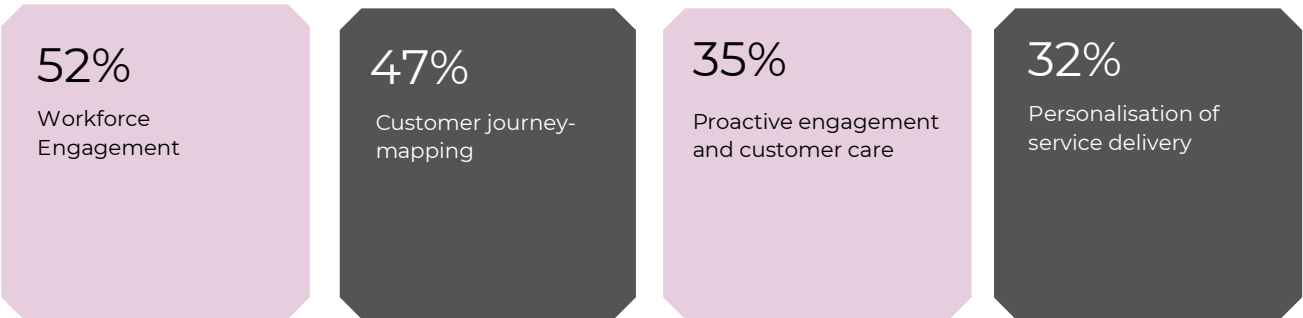 52%
Workforce
Engagement
47%
Customer journey-
mapping
35%
Proactive engagement
and customer care
32%
Personalisation of
service delivery